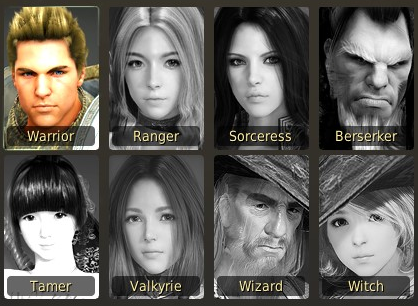 Warrior
Ranger
Sorceress
Berserker
Tamer
Valkyrie
Wizard
Witch